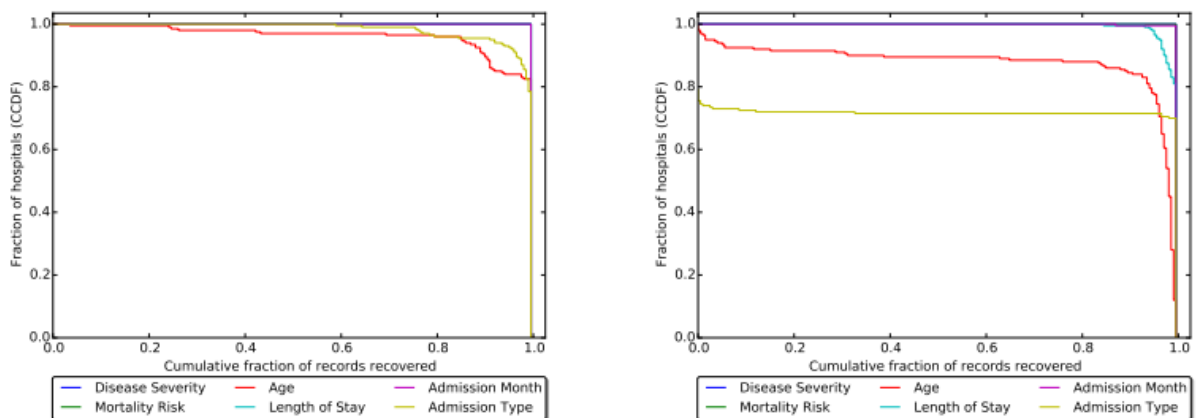 1.0
0.8
0.6
0.4
0.2
0.0
Fraction of hospitals (CCDF)
0.0 0.2 0.4 0.6 0.8 1.0
Cumulative fraction of records recovered
Disease Severity Age Admission Month
Mortality Risk Length of Stay Admission Type
1.0
0.8
0.6
0.4
0.2
0.0
Fraction of hospitals (CCDF)
0.0 0.2 0.4 0.6 0.8 1.0
Cumulative fraction of records recovered
Disease Severity Age Admission Month
Mortality Risk Length of Stay Admission Type